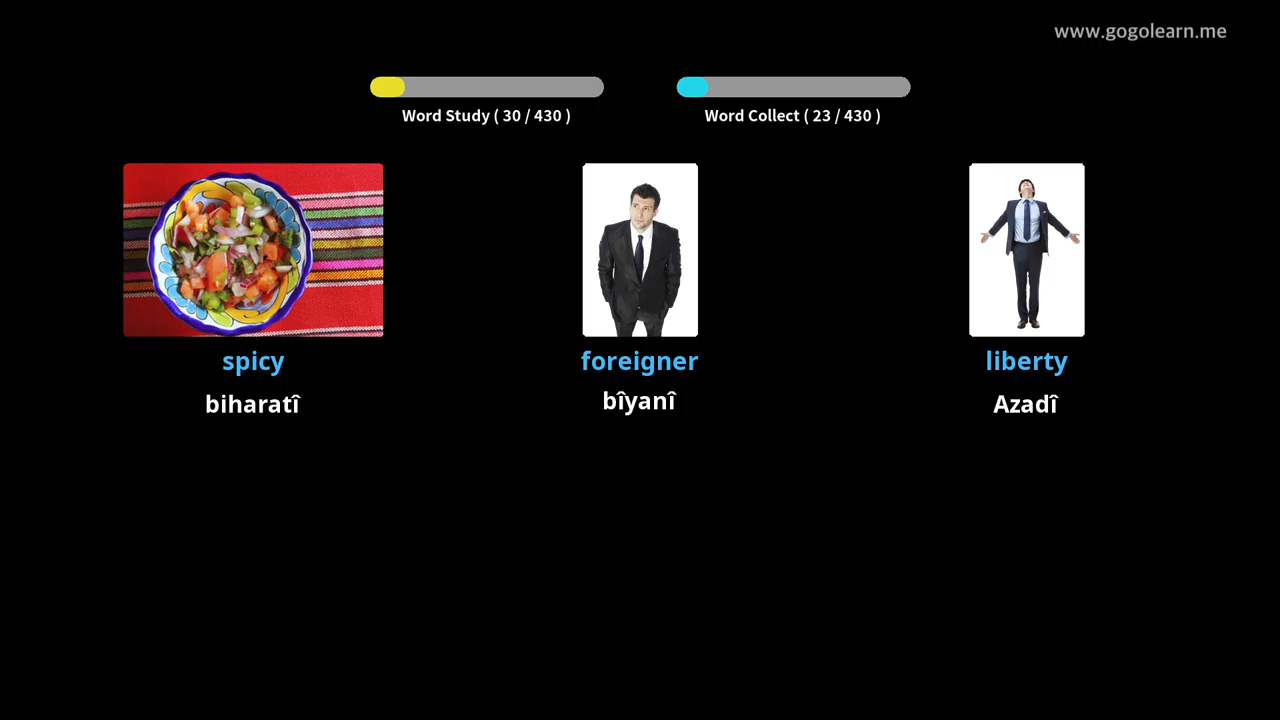 www.gogolearn.me
Word Study ( 30 / 430 )
Word Collect ( 23 / 430 )
spicy
foreigner
liberty
biharatî
bîyanî
Azadî